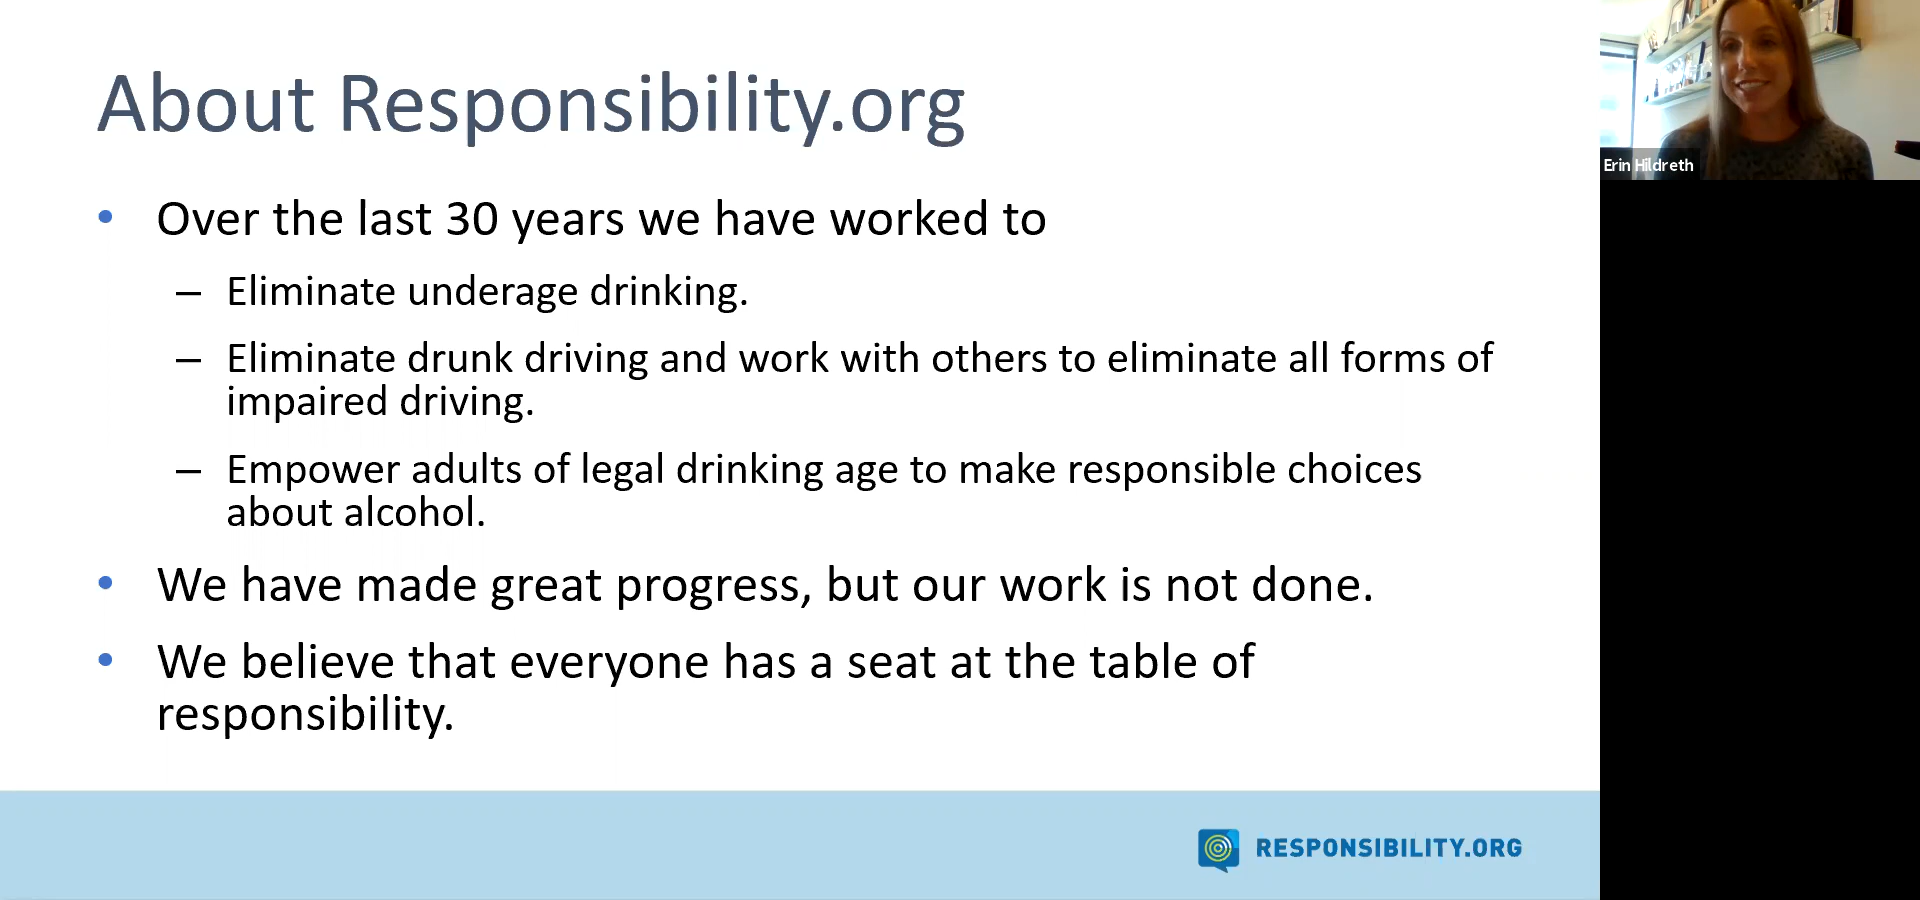 About Responsibility.org
• Over the last 30 years we have worked to
– Eliminate underage drinking.
– Eliminate drunk driving and work with others to eliminate all forms of
impaired driving.
– Empower adults of legal drinking age to make responsible choices
about alcohol.
• We have made great progress, but our work is not done.
• We believe that everyone has a seat at the table of
responsibility.
RESPONSIBILITY.ORG
Erin Hildreth